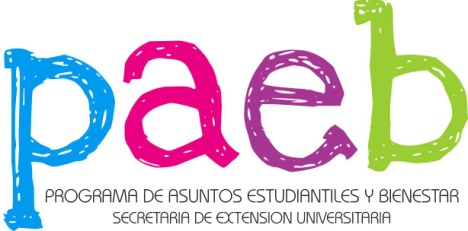 paeb
PROGRAMA DE ASUNTOS ESTUDIANTILES Y BIENESTAR
SECRETARIA DE EXTENSION UNIVERSITARIA